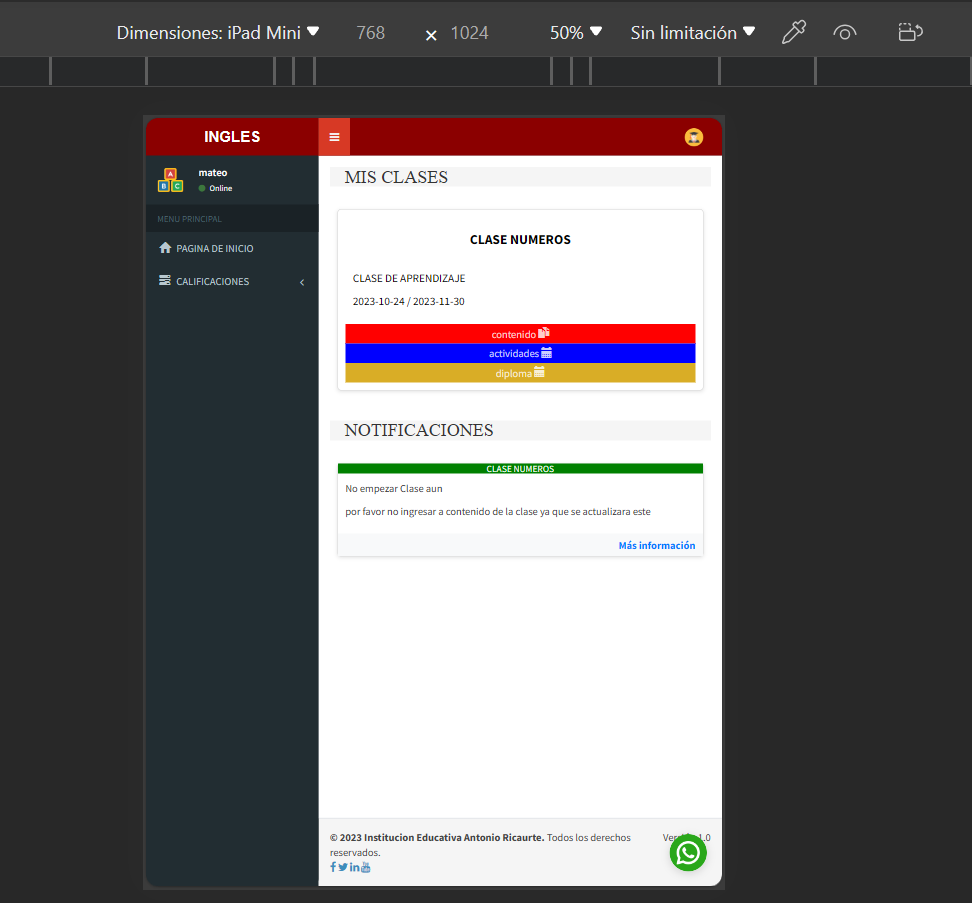 Dimensiones: iPad Mini 768 × 1024 50% Sin limitación
INGLES
mateo
Online
MENU PRINCIPAL
PAGINA DE INICIO
CALIFICACIONES
MIS CLASES
CLASE NUMEROS
CLASE DE APRENDIZAJE
2023-10-24 / 2023-11-30
contenido
actividades
diploma
NOTIFICACIONES
CLASE NUMEROS
No empezar Clase aun
por favor no ingresar a contenido de la clase ya que se actualizara este
Más información
© 2023 Institucion Educativa Antonio Ricaurte. Todos los derechos
reservados.
1.0